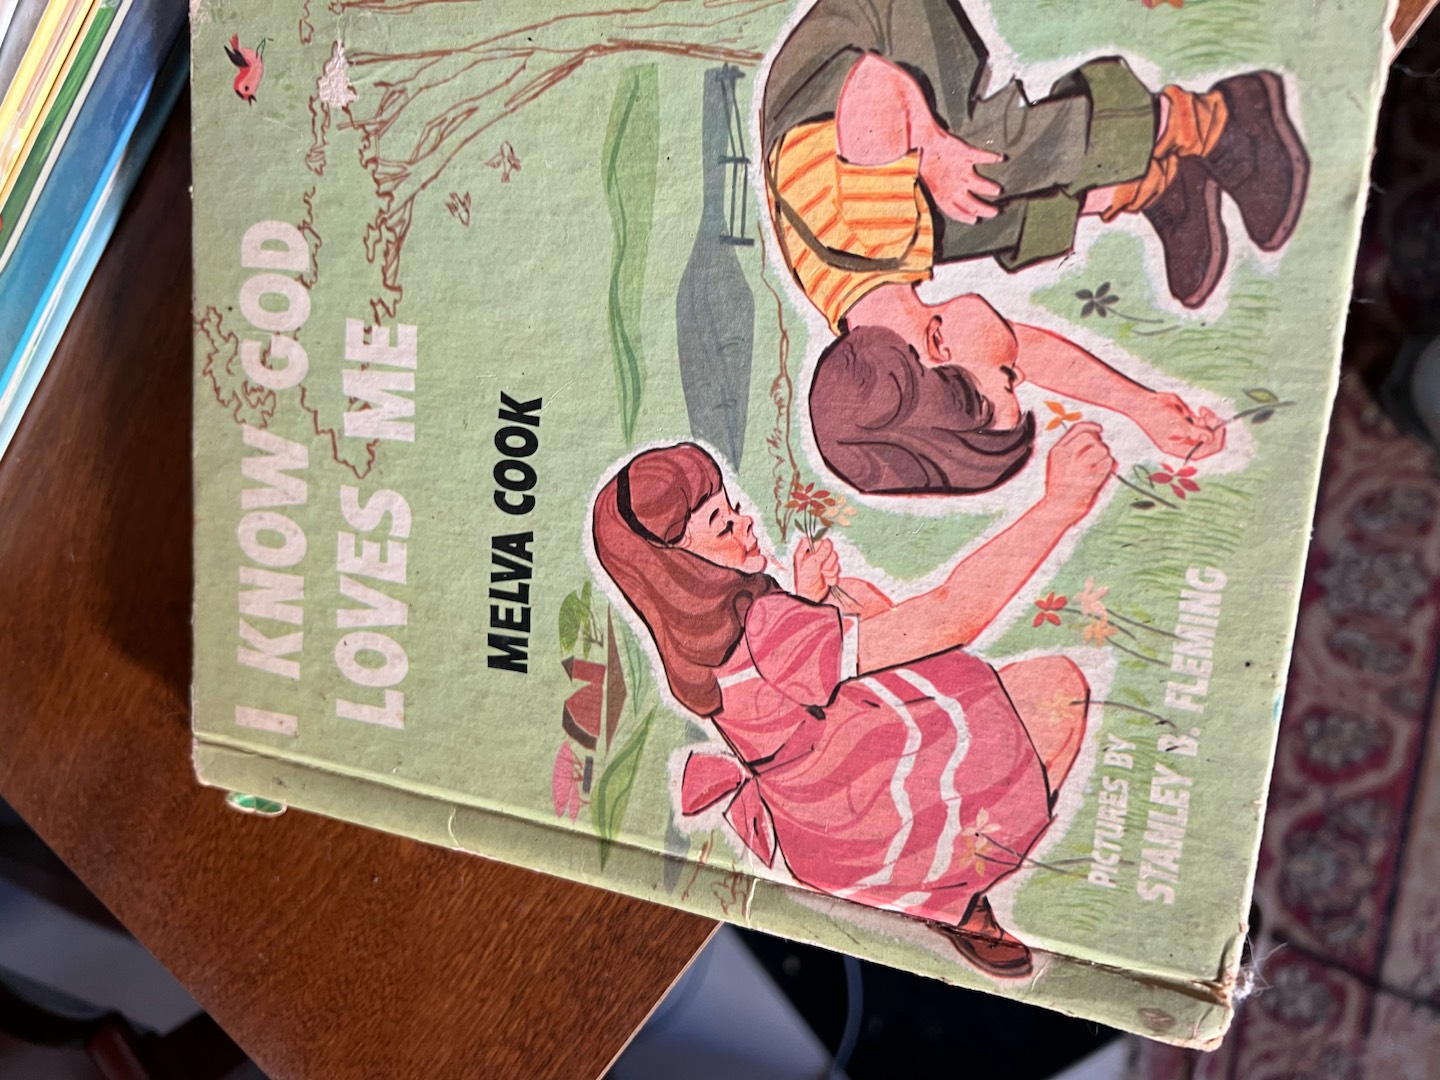 I KNOW GOD
LOVES ME
MELVA COOK
PICTURES BY
STANLEY B. FLEMING